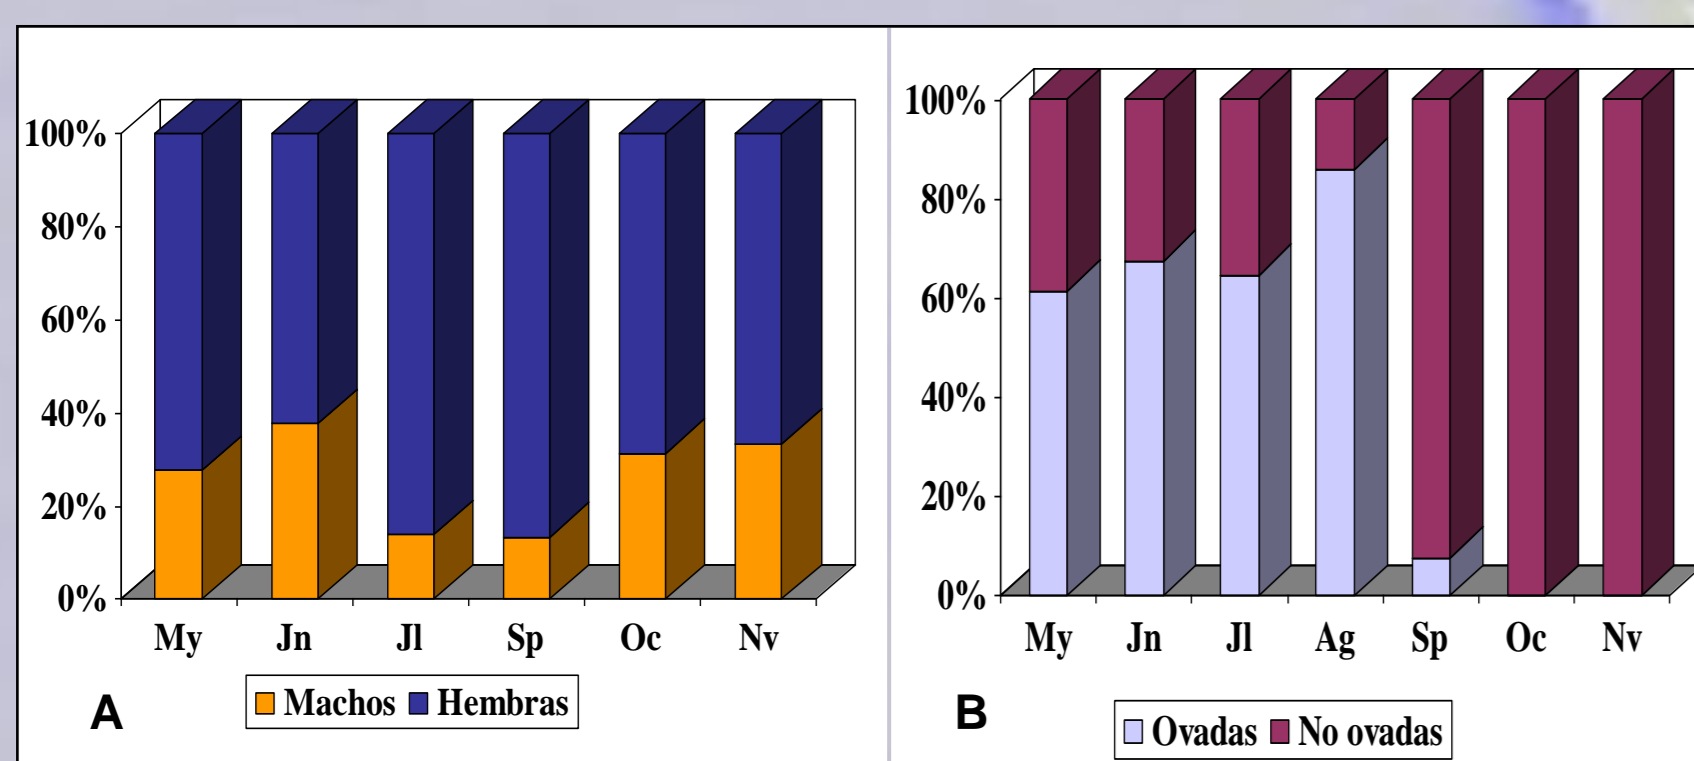 100%
80%
60%
40%
20%
0%
My Jn Jl Sp Oc Nv
Machos Hembras
A
100%
80%
60%
40%
20%
0%
My Jn Jl Ag Sp Oc Nv
Ovadas No ovadas
B